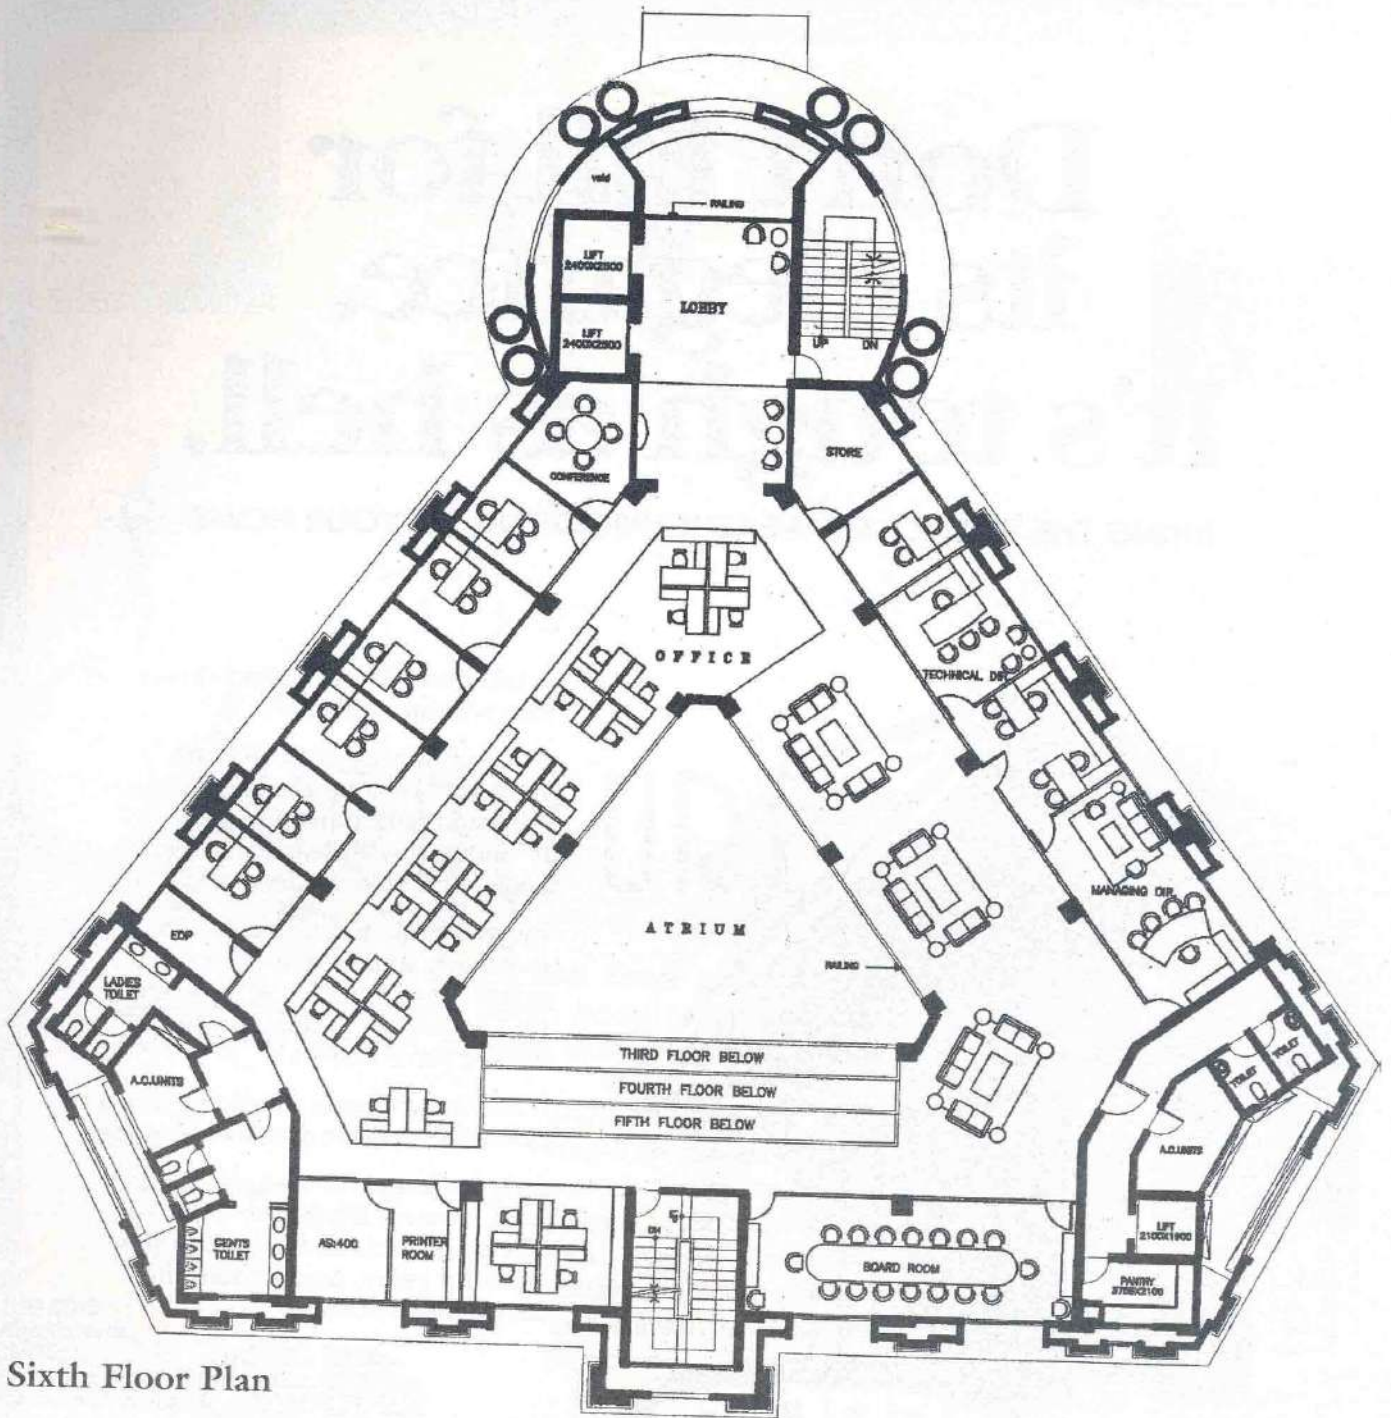 void
RAILING
LIFT
2400X2500
LOBBY
LIFT
2400X2500
UP DN
STORE
CONFERENCE
OFFICE
TECHNICAL DIR.
MANAGING DIR.
ATRIUM
RAILING
EDP
LADIES
TOILET
A.C.UNITS
THIRD FLOOR BELOW
FOURTH FLOOR BELOW
FIFTH FLOOR BELOW
TOILET
TOILET
A.C.UNITS
GENTS
TOILET
AS:400
PRINTER
ROOM
DN
BOARD ROOM
LIFT
2100X1900
PANTRY
Sixth Floor Plan